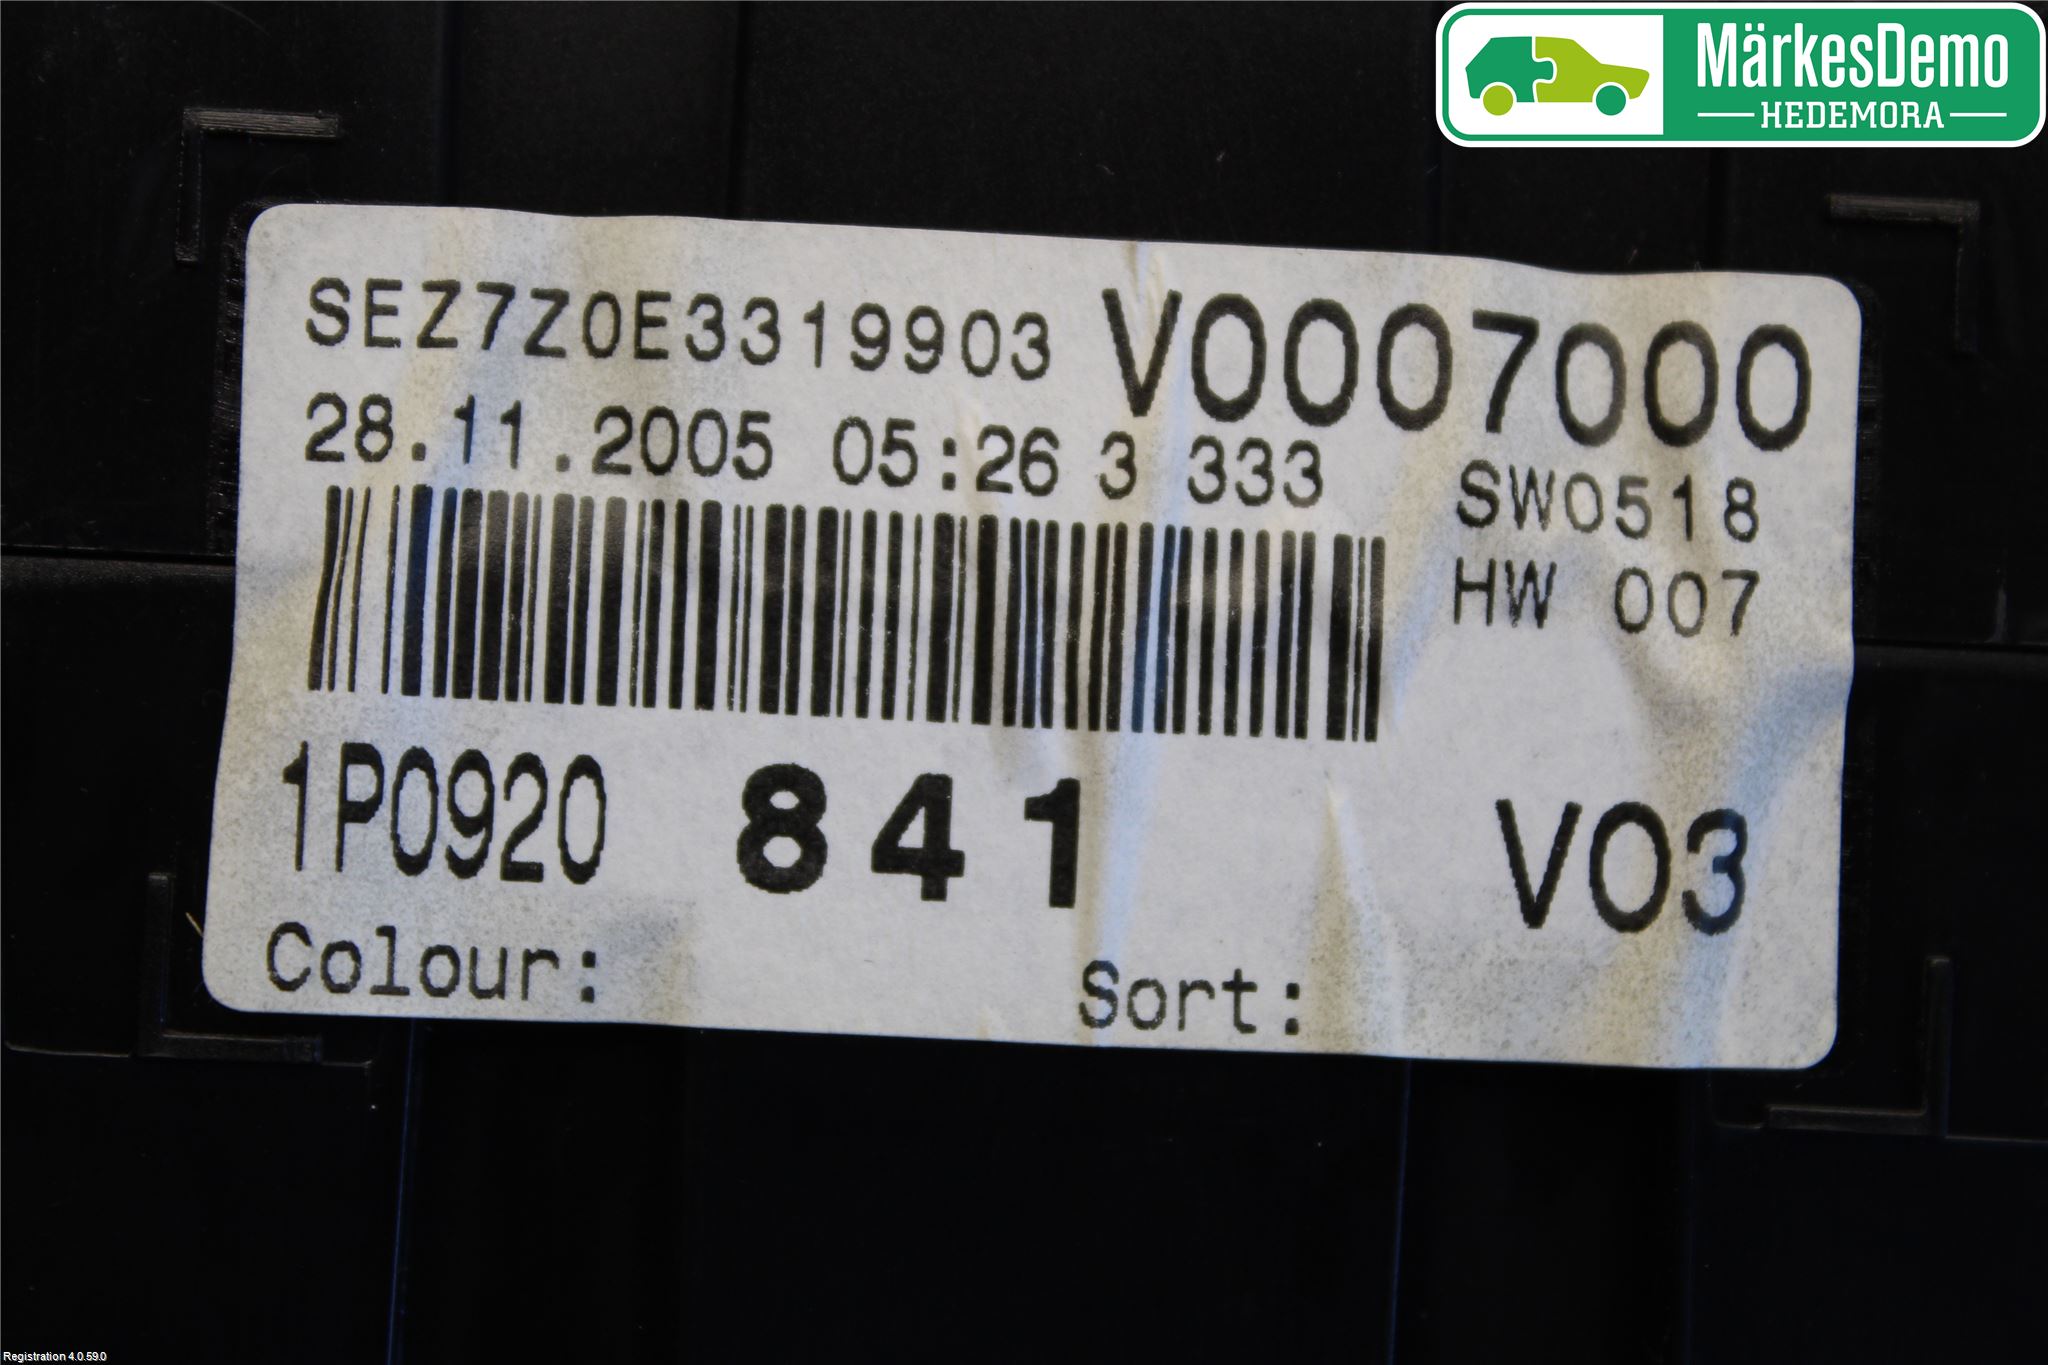 MärkesDemo
HEDEMORA
SEZ7Z0E3319903 V0007000
28.11.2005 05:26 3 333
SW0518
HW 007
1P0920 841 V03
Colour: Sort:
Registration 4.0.59.0